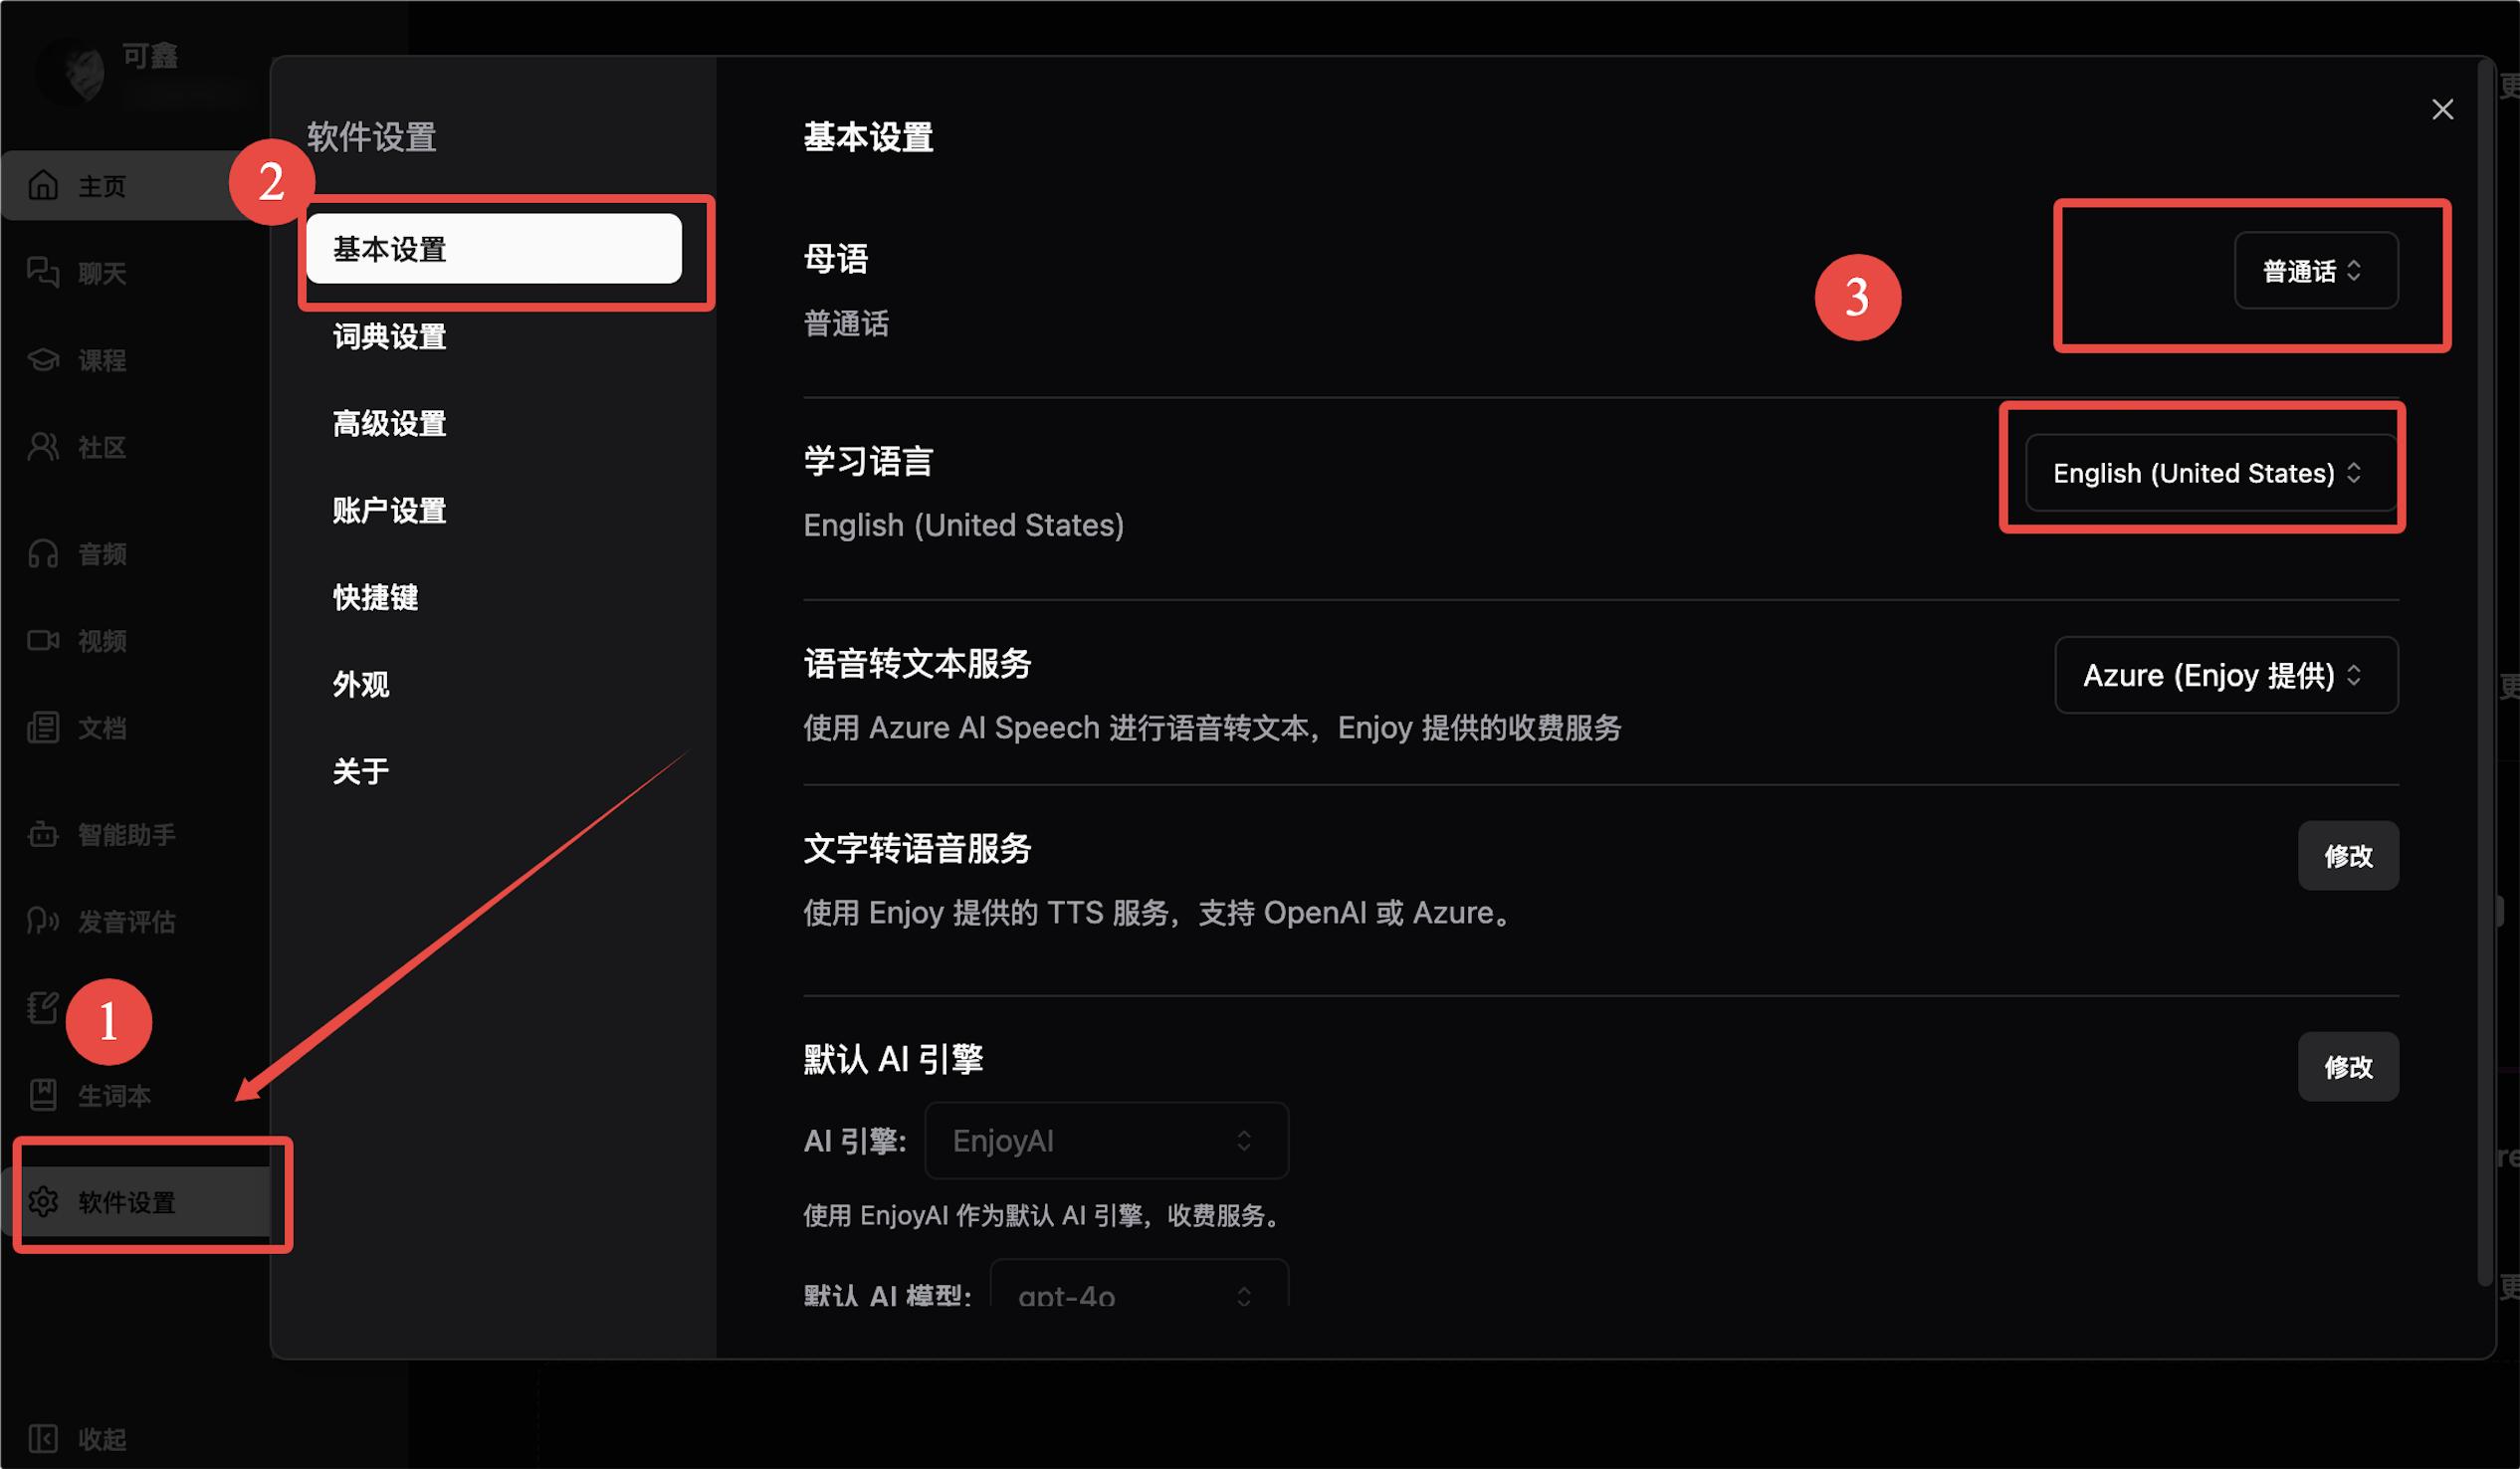 可鑫
主页
聊天
课程
社区
音频
视频
文档
智能助手
发音评估
1
生词本
软件设置
收起
软件设置
2
基本设置
词典设置
高级设置
账户设置
快捷键
外观
关于
基本设置
母语
普通话
3
普通话
学习语言
English (United States)
English (United States)
语音转文本服务
使用 Azure AI Speech 进行语音转文本，Enjoy 提供的收费服务
Azure (Enjoy 提供)
文字转语音服务
使用 Enjoy 提供的 TTS 服务，支持 OpenAI 或 Azure。
修改
默认 AI 引擎
修改
AI 引擎:
EnjoyAI
使用 EnjoyAI 作为默认 AI 引擎，收费服务。
默认 AI 模型:
gpt-4o
更
更
re
更